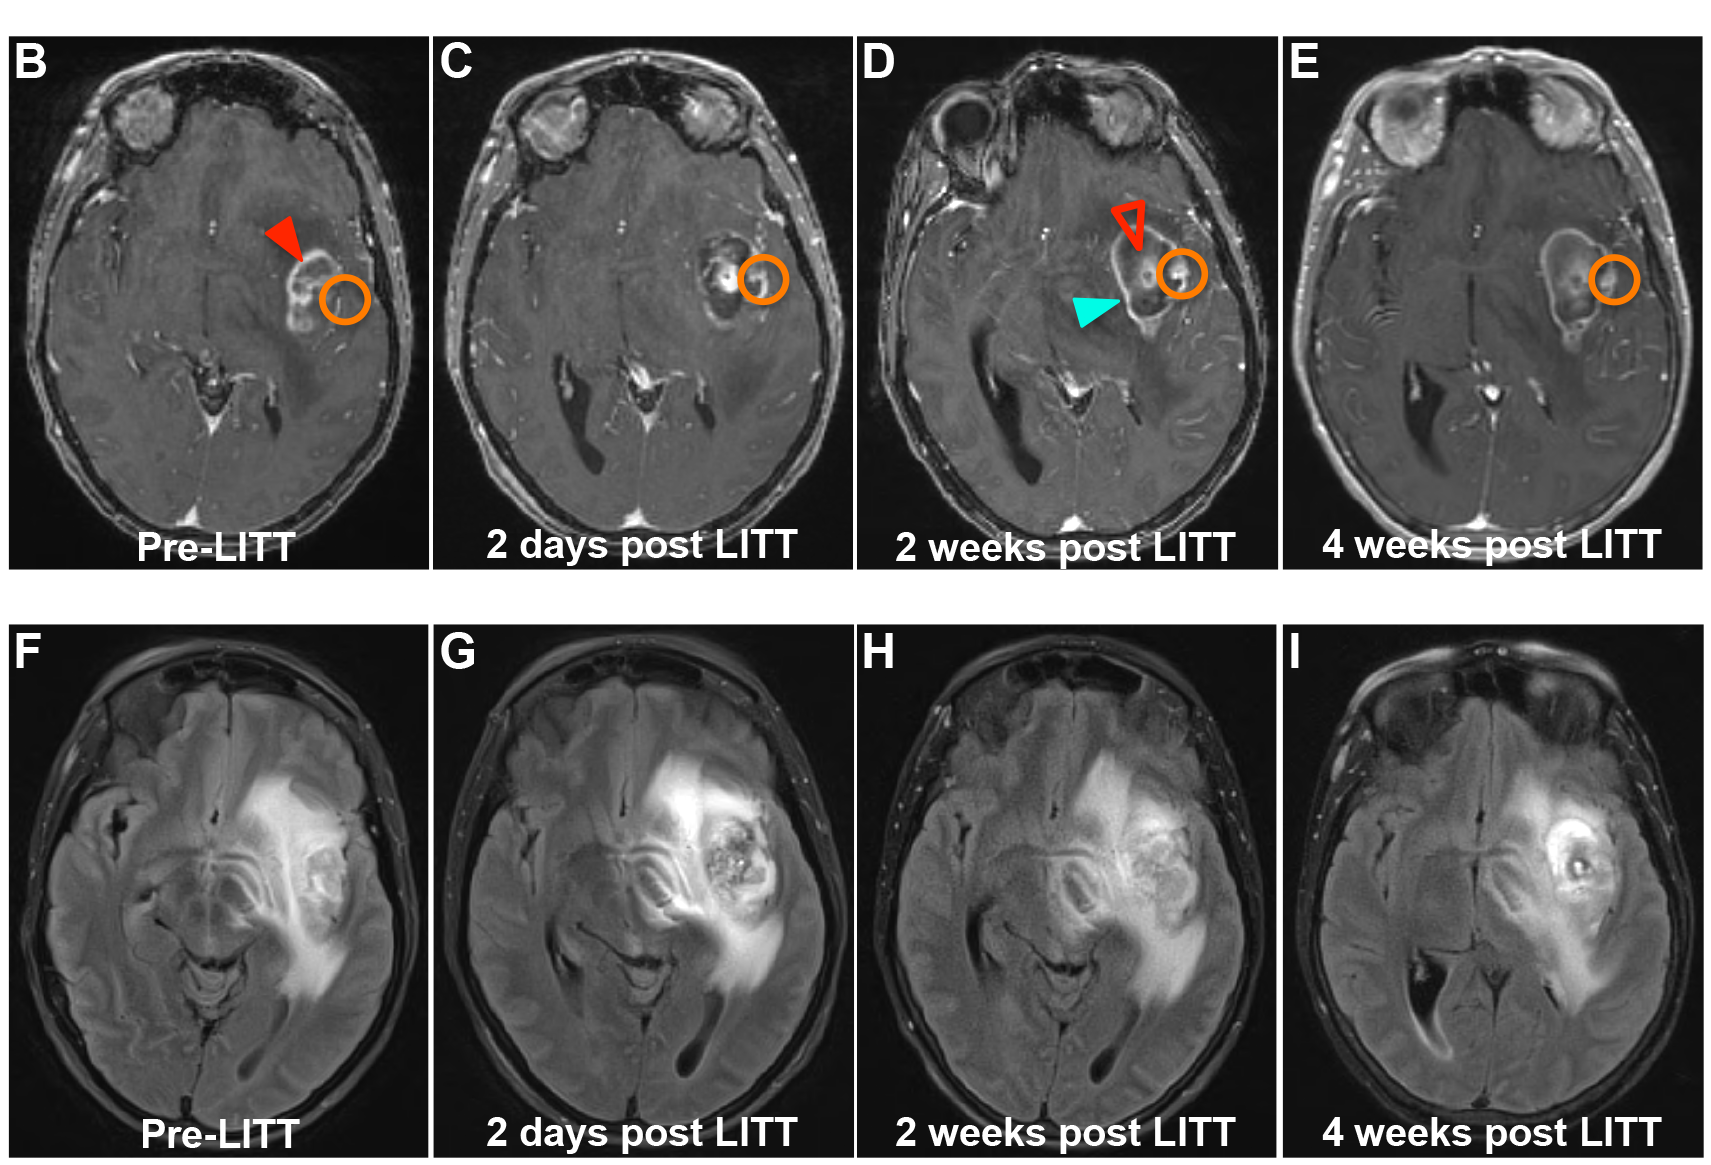 B
C
D
E
Pre-LITT
2 days post LITT
2 weeks post LITT
4 weeks post LITT
F
G
H
I
Pre-LITT
2 days post LITT
2 weeks post LITT
4 weeks post LITT